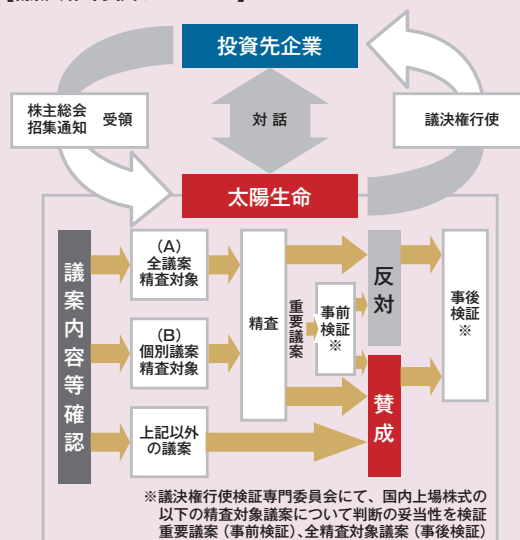 投資先企業
株主総会
招集通知
受領
対話
議決権行使
太陽生命
議案内容等確認
(A)
全議案
精査対象
(B)
個別議案
精査対象
上記以外
の議案
精査
重要議案
事前
検証
※
反対
賛成
事後
検証
※
※議決権行使検証専門委員会にて、国内上場株式の
以下の精査対象議案について判断の妥当性を検証
重要議案(事前検証)、全精査対象議案(事後検証)